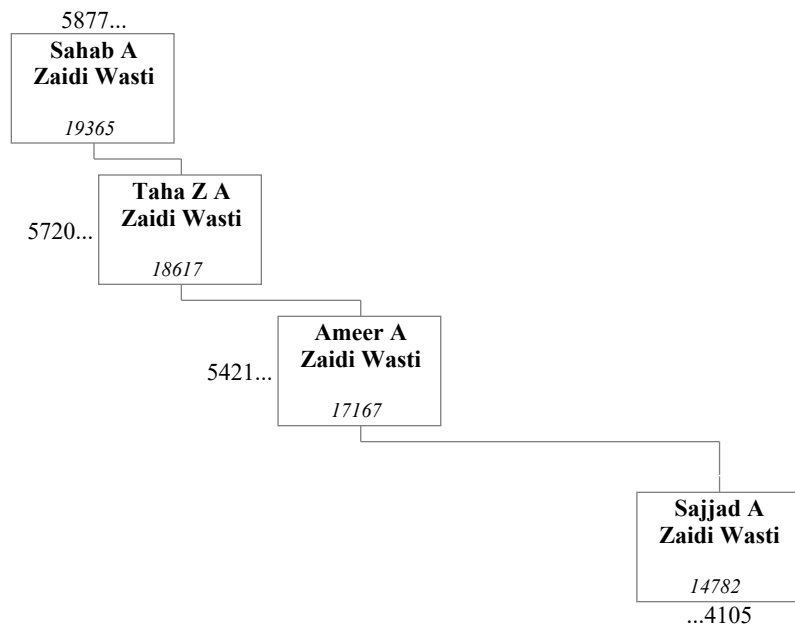 5877...
Sahab A
Zaidi Wasti
19365
Taha Z A
Zaidi Wasti
5720...
18617
Ameer A
Zaidi Wasti
5421...
17167
Sajjad A
Zaidi Wasti
14782
...4105